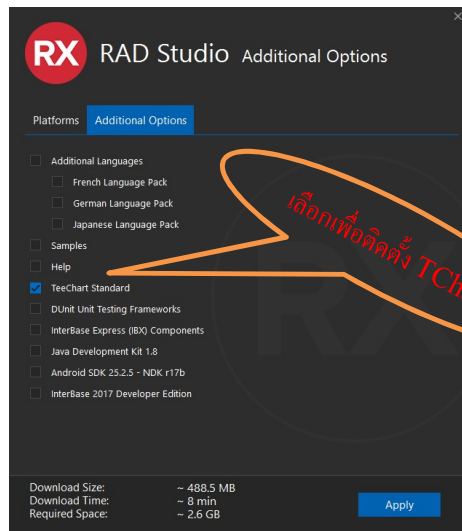 RX RAD Studio Additional Options
Platforms Additional Options
Additional Languages
French Language Pack
German Language Pack
Japanese Language Pack
Samples
Help
TeeChart Standard
DUnit Unit Testing Frameworks
InterBase Express (IBX) Components
Java Development Kit 1.8
Android SDK 25.2.5 - NDK r17b
InterBase 2017 Developer Edition
เลือกเพื่อติดตั้ง TCh
Download Size: ~ 488.5 MB
Download Time: ~ 8 min
Required Space: ~ 2.6 GB
Apply